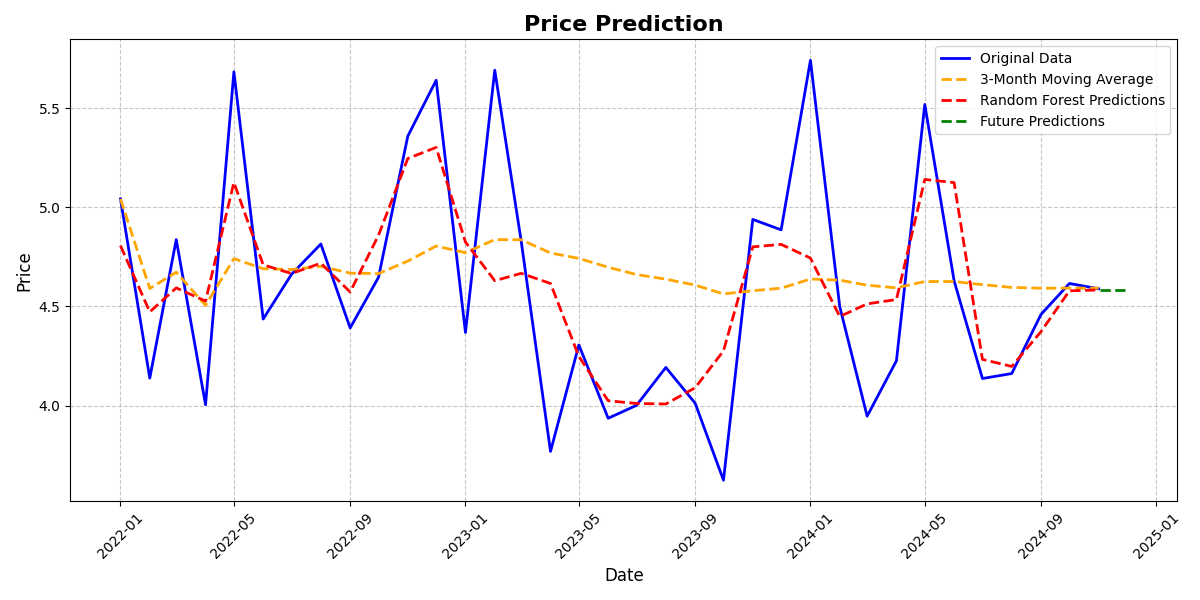 Price Prediction
Original Data
3-Month Moving Average
Random Forest Predictions
Future Predictions
Price
5.5
5.0
4.5
4.0
2022-01
2022-05
2022-09
2023-01
2023-05
2023-09
2024-01
2024-05
2024-09
2025-01
Date